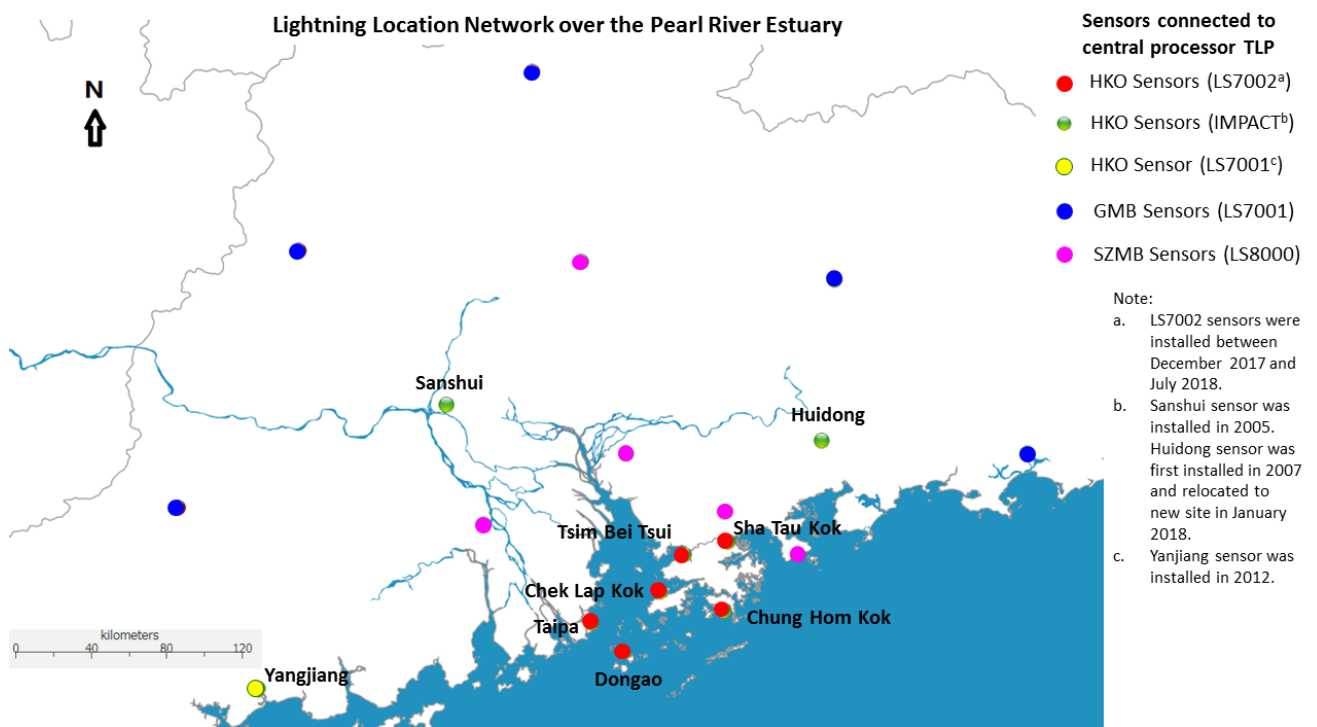 Lightning Location Network over the Pearl River Estuary
N
Sanshui
Huidong
Tsim Bei Tsui
Sha Tau Kok
Chek Lap Kok
Chung Hom Kok
Taipa
Dongao
Yangjiang
kilometers
0 40 80 120
Sensors connected to
central processor TLP
HKO Sensors (LS7002ᵃ)
HKO Sensors (IMPACTᵇ)
HKO Sensor (LS7001ᶜ)
GMB Sensors (LS7001)
SZMB Sensors (LS8000)
Note:
a. LS7002 sensors were
installed between
December 2017 and
July 2018.
b. Sanshui sensor was
installed in 2005.
Huidong sensor was
first installed in 2007
and relocated to
new site in January
2018.
c. Yanjiang sensor was
installed in 2012.